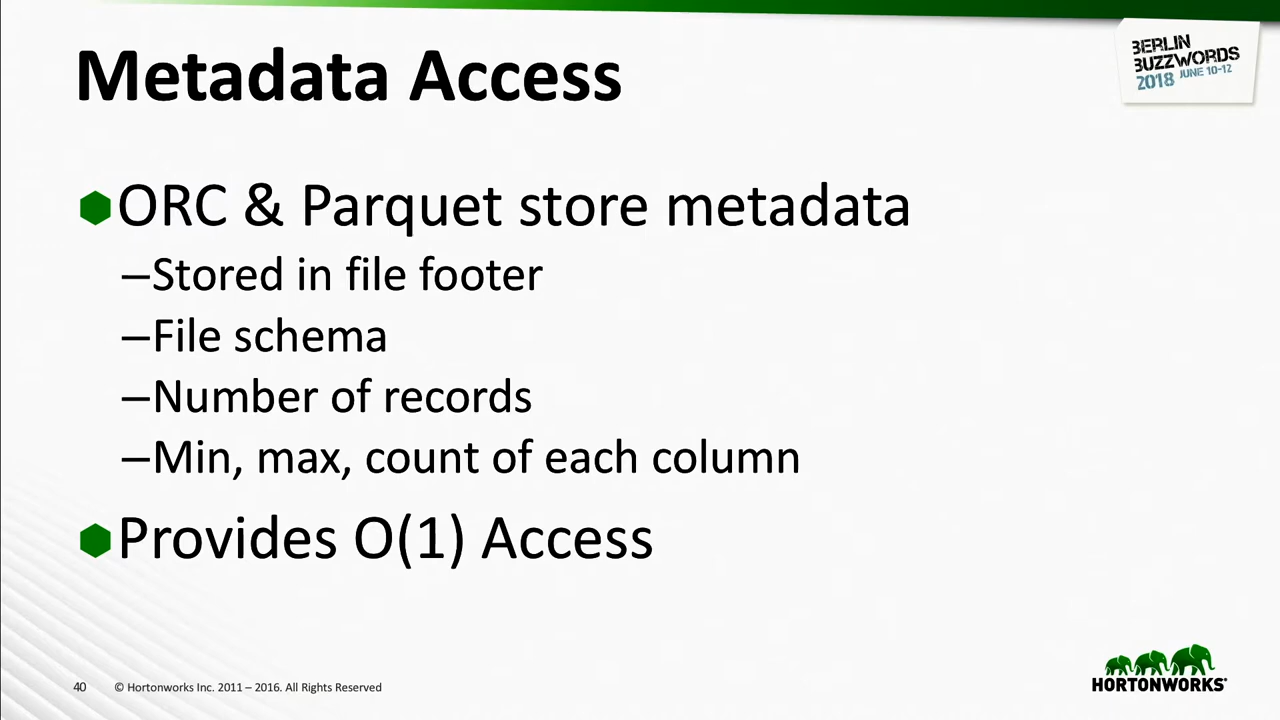 Metadata Access
BERLIN
BUZZWORDS
2018 JUNE 10-12
ORC & Parquet store metadata
–Stored in file footer
–File schema
–Number of records
–Min, max, count of each column
Provides O(1) Access
40 © Hortonworks Inc. 2011 – 2016. All Rights Reserved
HORTONWORKS